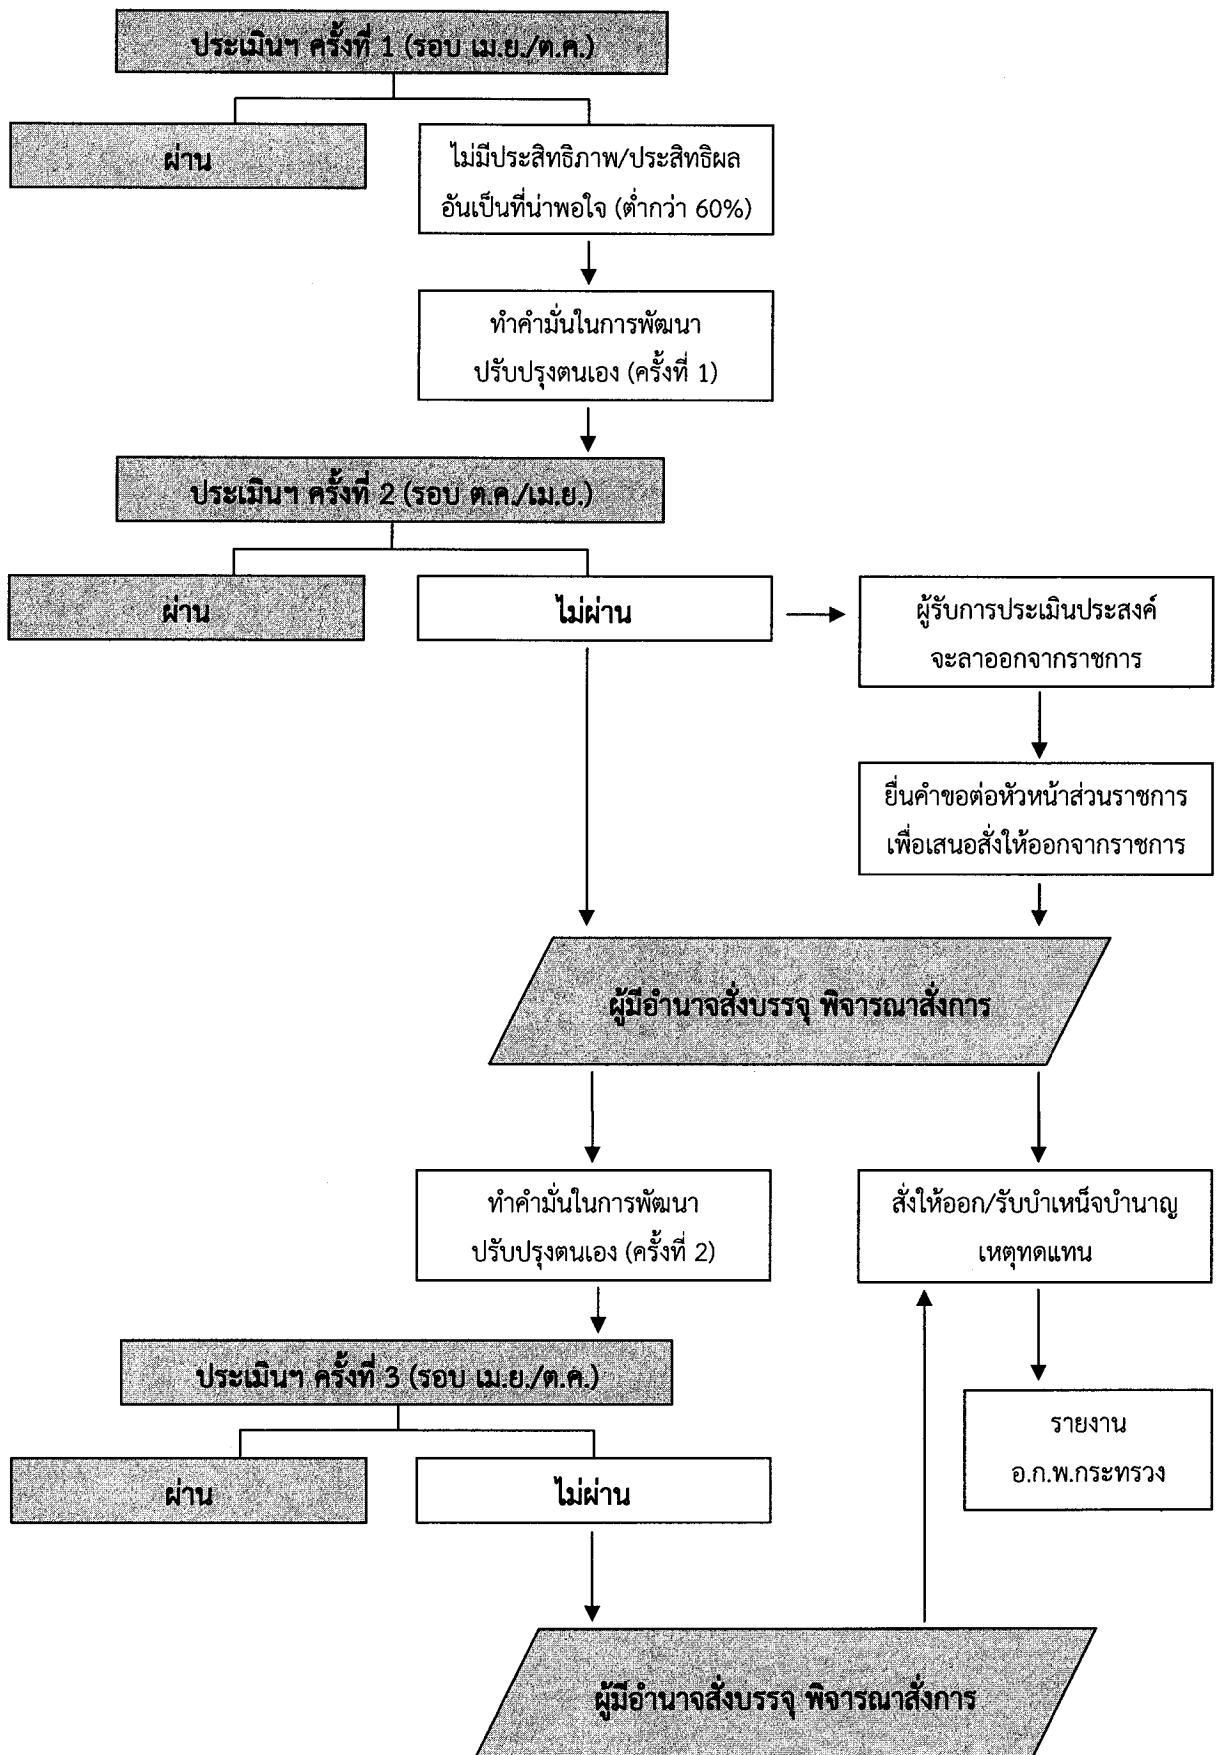 ประเมินฯ ครั้งที่ 1 (รอบ เม.ย./ต.ค.)
ผ่าน
ไม่มีประสิทธิภาพ/ประสิทธิผล
อันเป็นที่น่าพอใจ (ต่ำกว่า 60%)
ทำคำมั่นในการพัฒนา
ปรับปรุงตนเอง (ครั้งที่ 1)
ประเมินฯ ครั้งที่ 2 (รอบ ต.ค./เม.ย.)
ผ่าน
ไม่ผ่าน
ผู้รับการประเมินประสงค์
จะลาออกจากราชการ
ยื่นคำขอต่อหัวหน้าส่วนราชการ
เพื่อเสนอสั่งให้ออกจากราชการ
ผู้มีอำนาจสั่งบรรจุ พิจารณาสั่งการ
ทำคำมั่นในการพัฒนา
ปรับปรุงตนเอง (ครั้งที่ 2)
สั่งให้ออก/รับบำเหน็จบำนาญ
เหตุทดแทน
ประเมินฯ ครั้งที่ 3 (รอบ เม.ย./ต.ค.)
รายงาน
อ.ก.พ.กระทรวง
ผ่าน
ไม่ผ่าน
ผู้มีอำนาจสั่งบรรจุ พิจารณาสั่งการ